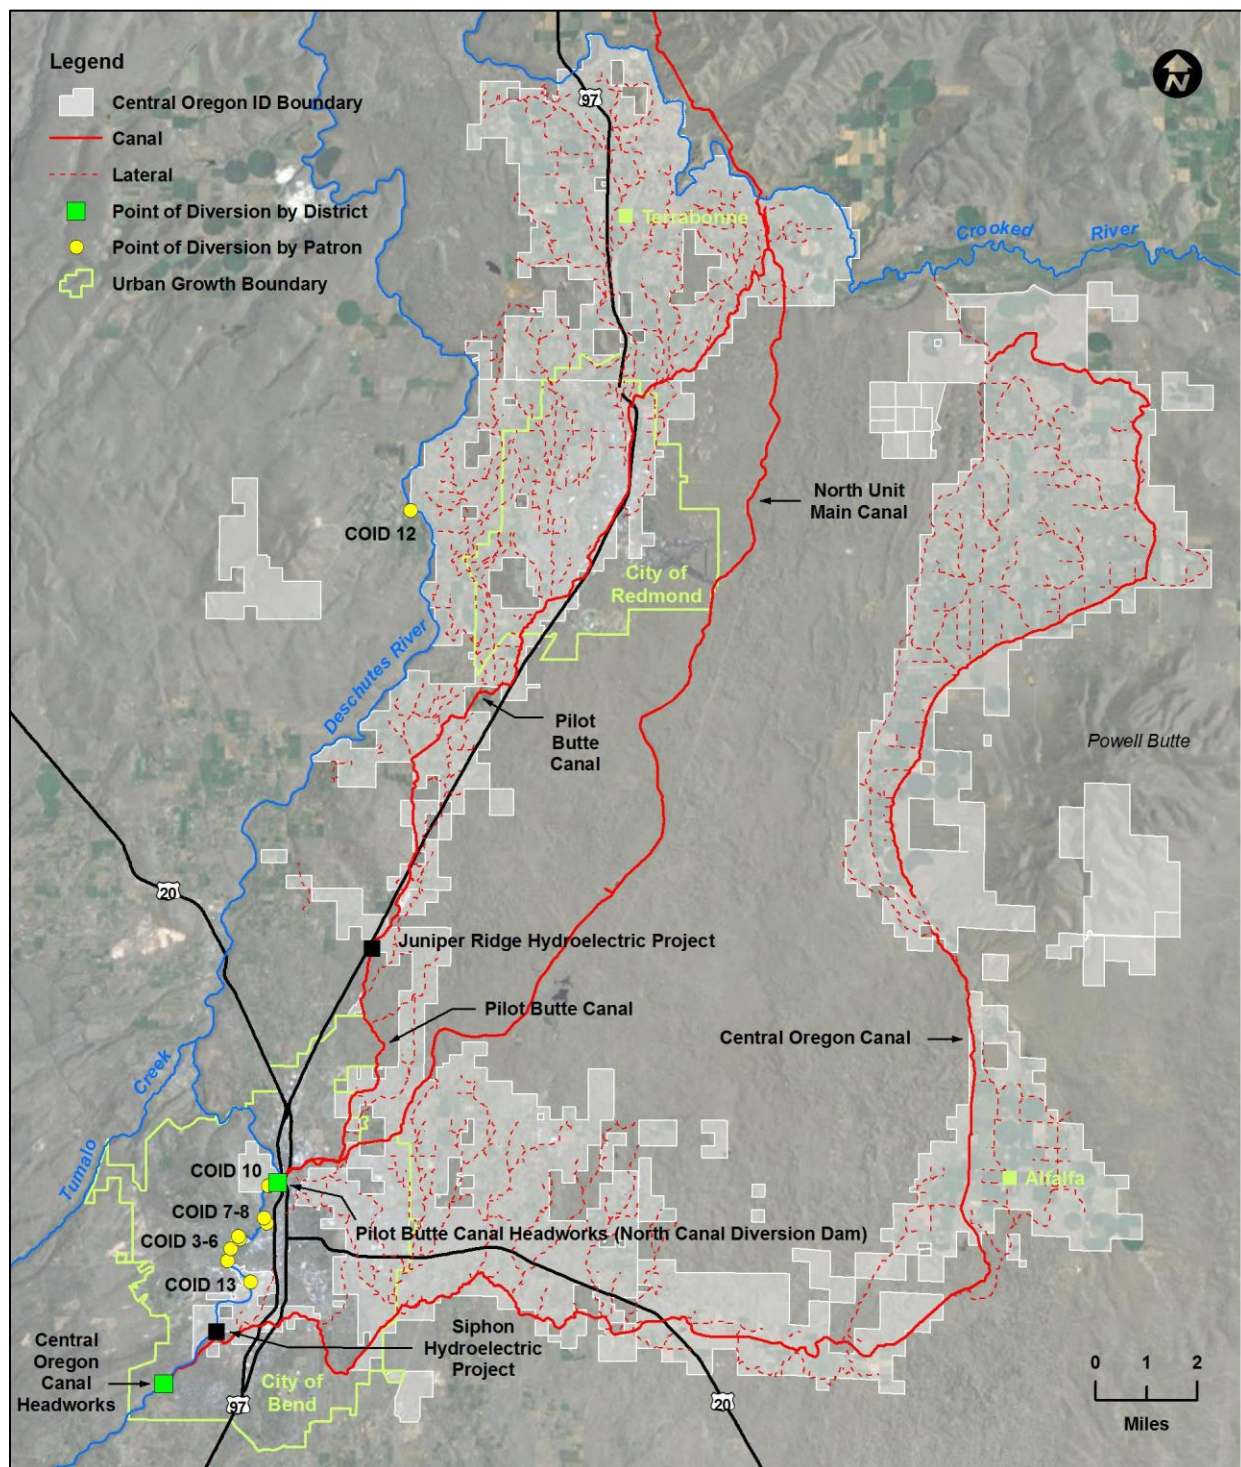 Legend
Central Oregon ID Boundary
Canal
Lateral
Point of Diversion by District
Point of Diversion by Patron
Urban Growth Boundary
97
N
Terrabonne
Crooked River
North Unit
Main Canal
COID 12
City of
Redmond
Deschutes River
Pilot
Butte
Canal
Powell Butte
20
Juniper Ridge Hydroelectric Project
Pilot Butte Canal
Central Oregon Canal
Tumalo Creek
COID 10
Alfalfa
COID 7-8
Pilot Butte Canal Headworks (North Canal Diversion Dam)
COID 3-6
COID 13
Siphon
Hydroelectric
Project
Central
Oregon
Canal
Headworks
City of
Bend
97
20
0 1 2
Miles